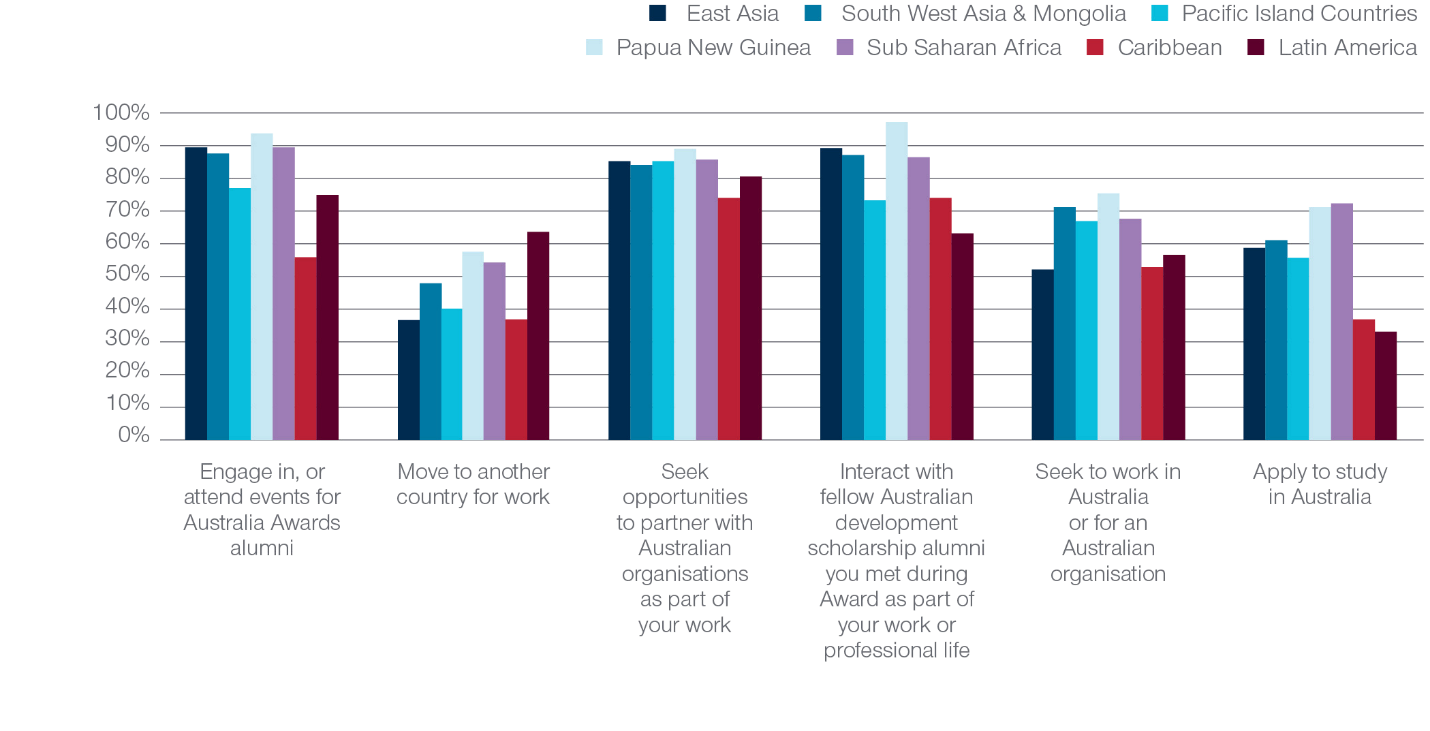 East Asia South West Asia & Mongolia Pacific Island Countries
Papua New Guinea Sub Saharan Africa Caribbean Latin America
100%
90%
80%
70%
60%
50%
40%
30%
20%
10%
0%
Engage in, or
attend events for
Australia Awards
alumni
Move to another
country for work
Seek
opportunities
to partner with
Australian
organisations
as part of
your work
Interact with
fellow Australian
development
scholarship alumni
you met during
Award as part of
your work or
professional life
Seek to work in
Australia
or for an
Australian
organisation
Apply to study
in Australia